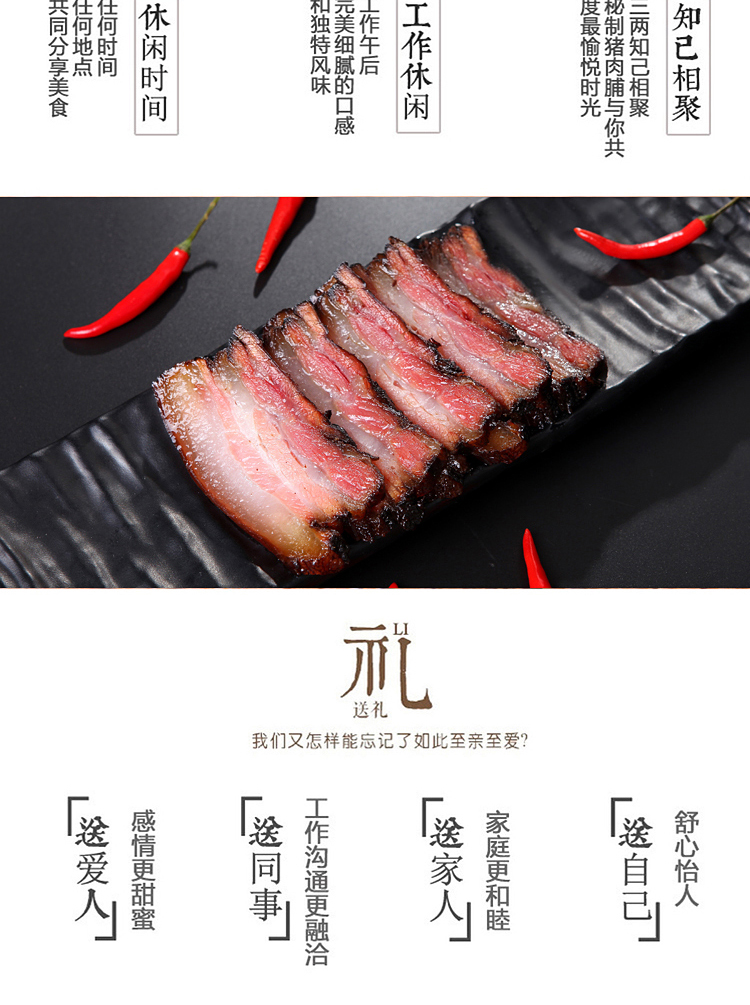 休闲时间
任何时间
任何地点
共同分享美食
工作休闲
工作午后
完美细腻的口感
和独特风味
知己相聚
三两知己相聚
秘制猪肉脯与你共
度最愉悦时光
礼
LI
送礼
我们又怎样能忘记了如此至亲至爱?
送爱人
感情更甜蜜
送同事
工作沟通更融洽
送家人
家庭更和睦
送自己
舒心怡人